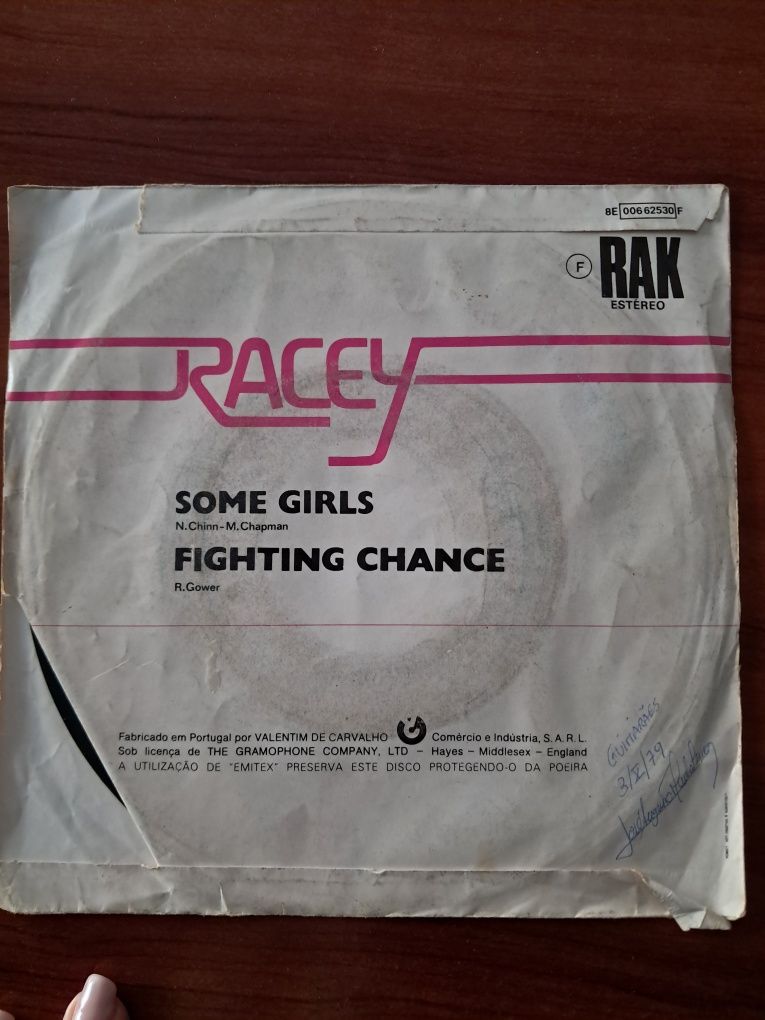 8E 006 62530 F
F RAK
ESTÉREO
RACEY
SOME GIRLS
N.Chinn-M.Chapman
FIGHTING CHANCE
R.Gower
Fabricado em Portugal por VALENTIM DE CARVALHO Comércio e Indústria, S.A.R.L.
Sob licença de THE GRAMOPHONE COMPANY, LTD – Hayes – Middlesex – England
A UTILIZAÇÃO DE "EMITEX" PRESERVA ESTE DISCO PROTEGENDO-O DA POEIRA
GUIMARÃES
3/X/79